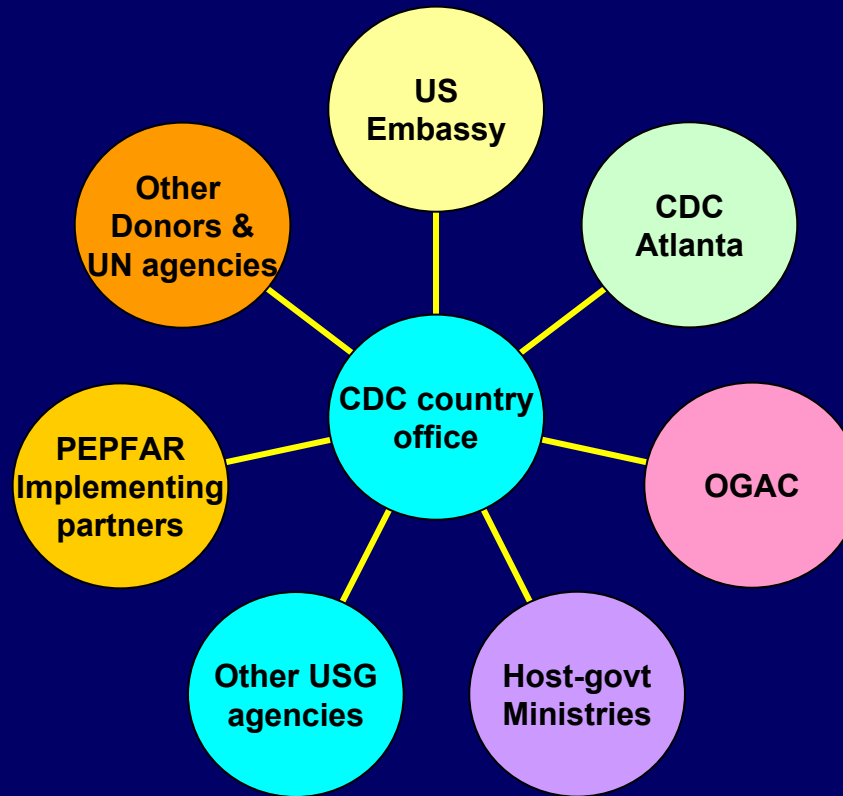 US
Embassy
Other
Donors &
UN agencies
CDC
Atlanta
CDC country
office
PEPFAR
Implementing
partners
OGAC
Other USG
agencies
Host-govt
Ministries